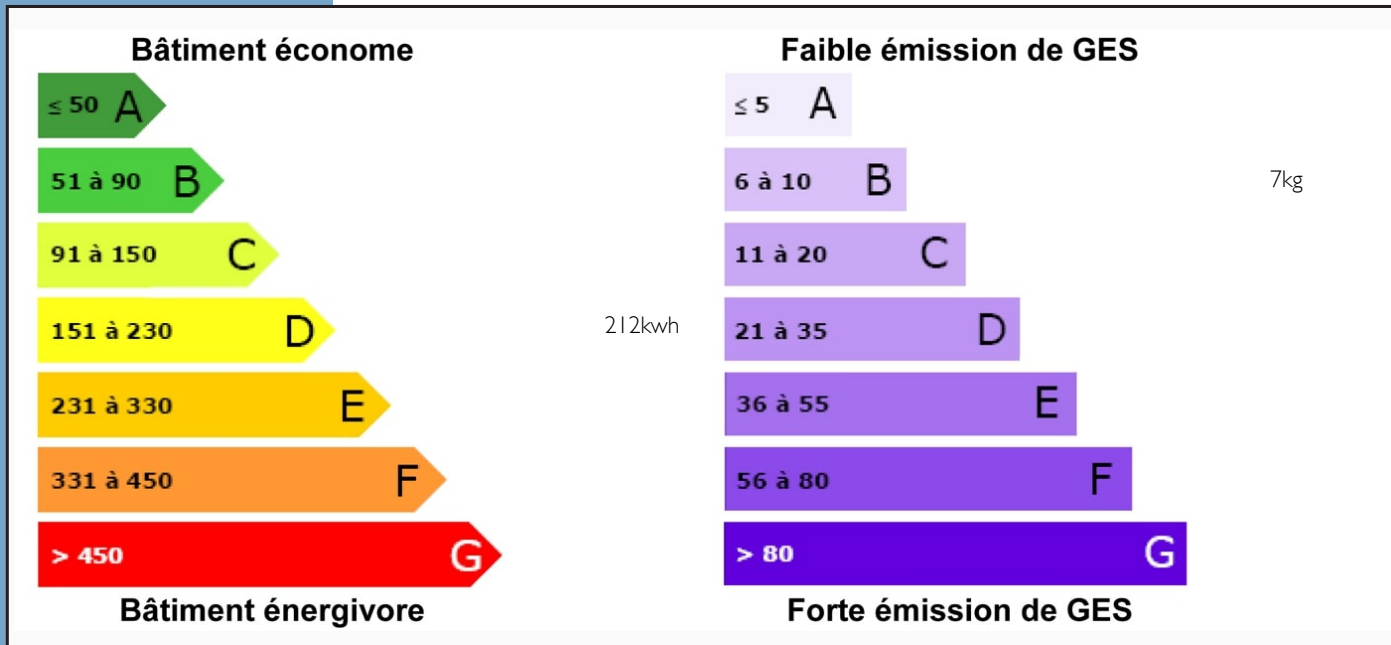 Bâtiment économe
≤ 50 A
51 à 90 B
91 à 150 C
151 à 230 D
212kwh
231 à 330 E
331 à 450 F
> 450 G
Bâtiment énergivore
Faible émission de GES
≤ 5 A
6 à 10 B
7kg
11 à 20 C
21 à 35 D
36 à 55 E
56 à 80 F
> 80 G
Forte émission de GES